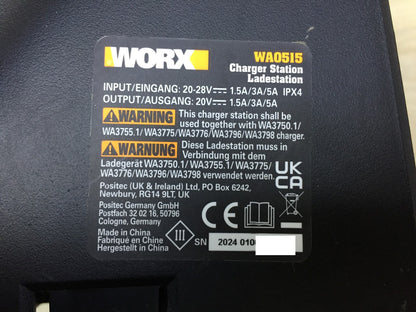 WORX
WA0515
Charger Station
Ladestation
INPUT/EINGANG: 20-28V⎓ 1.5A/3A/5A IPX4
OUTPUT/AUSGANG: 20V⎓ 1.5A/3A/5A
WARNING This charger station shall be used together with WA3750.1/
WA3755.1/ WA3775/WA3776/WA3796/WA3798 charger.
WARNUNG Diese Ladestation muss in
Verbindung mit dem
Ladegerät WA3750.1/ WA3755.1/ WA3775/
WA3776/WA3796/WA3798 verwendet werden.
UK
CA
Positec (UK & Ireland) Ltd, PO Box 6242,
Newbury, RG14 9LT, UK
Positec Germany GmbH
Postfach 32 02 16, 50796
Cologne, Germany
CE
Made in China
Fabriqué en Chine
Hergestellt in China
III
SN 2024 010